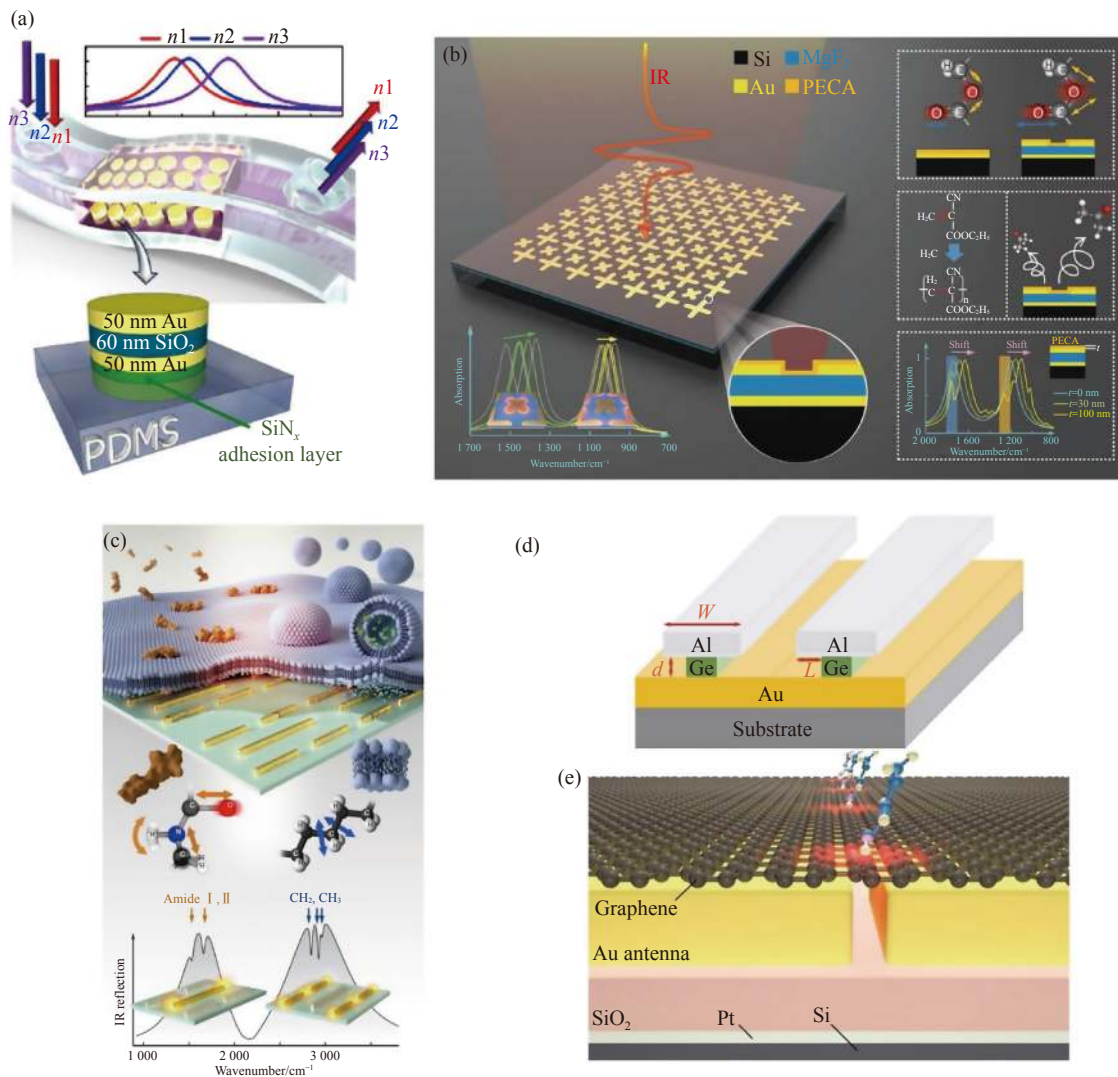 (a)
n1 n2 n3
n3
n2
n1
n1
n2
n3
50 nm Au
60 nm SiO₂
50 nm Au
PDMS
SiNₓ
adhesion layer
(b)
IR
Si MgF₂
Au PECA
Absorption
1 700 1 500 1 300 1 100 900 700
Wavenumber/cm⁻¹
H C
O
O C
H C
O
O C
CN
H₂C C
COOC₂H₅
H₂C
H₂ CN
C C
n
COOC₂H₅
Absorption
1
0
Shift Shift
PECA
t
t=0 nm
t=30 nm
t=100 nm
2 000 1 600 1 200 800
Wavenumber/cm⁻¹
(c)
C O
H N
C H
H
Amide Ⅰ, Ⅱ CH₂, CH₃
IR reflection
1 000 2 000 3 000
Wavenumber/cm⁻¹
(d)
W
Al Al
d Ge L Ge
Au
Substrate
(e)
Graphene
Au antenna
SiO₂
Pt Si